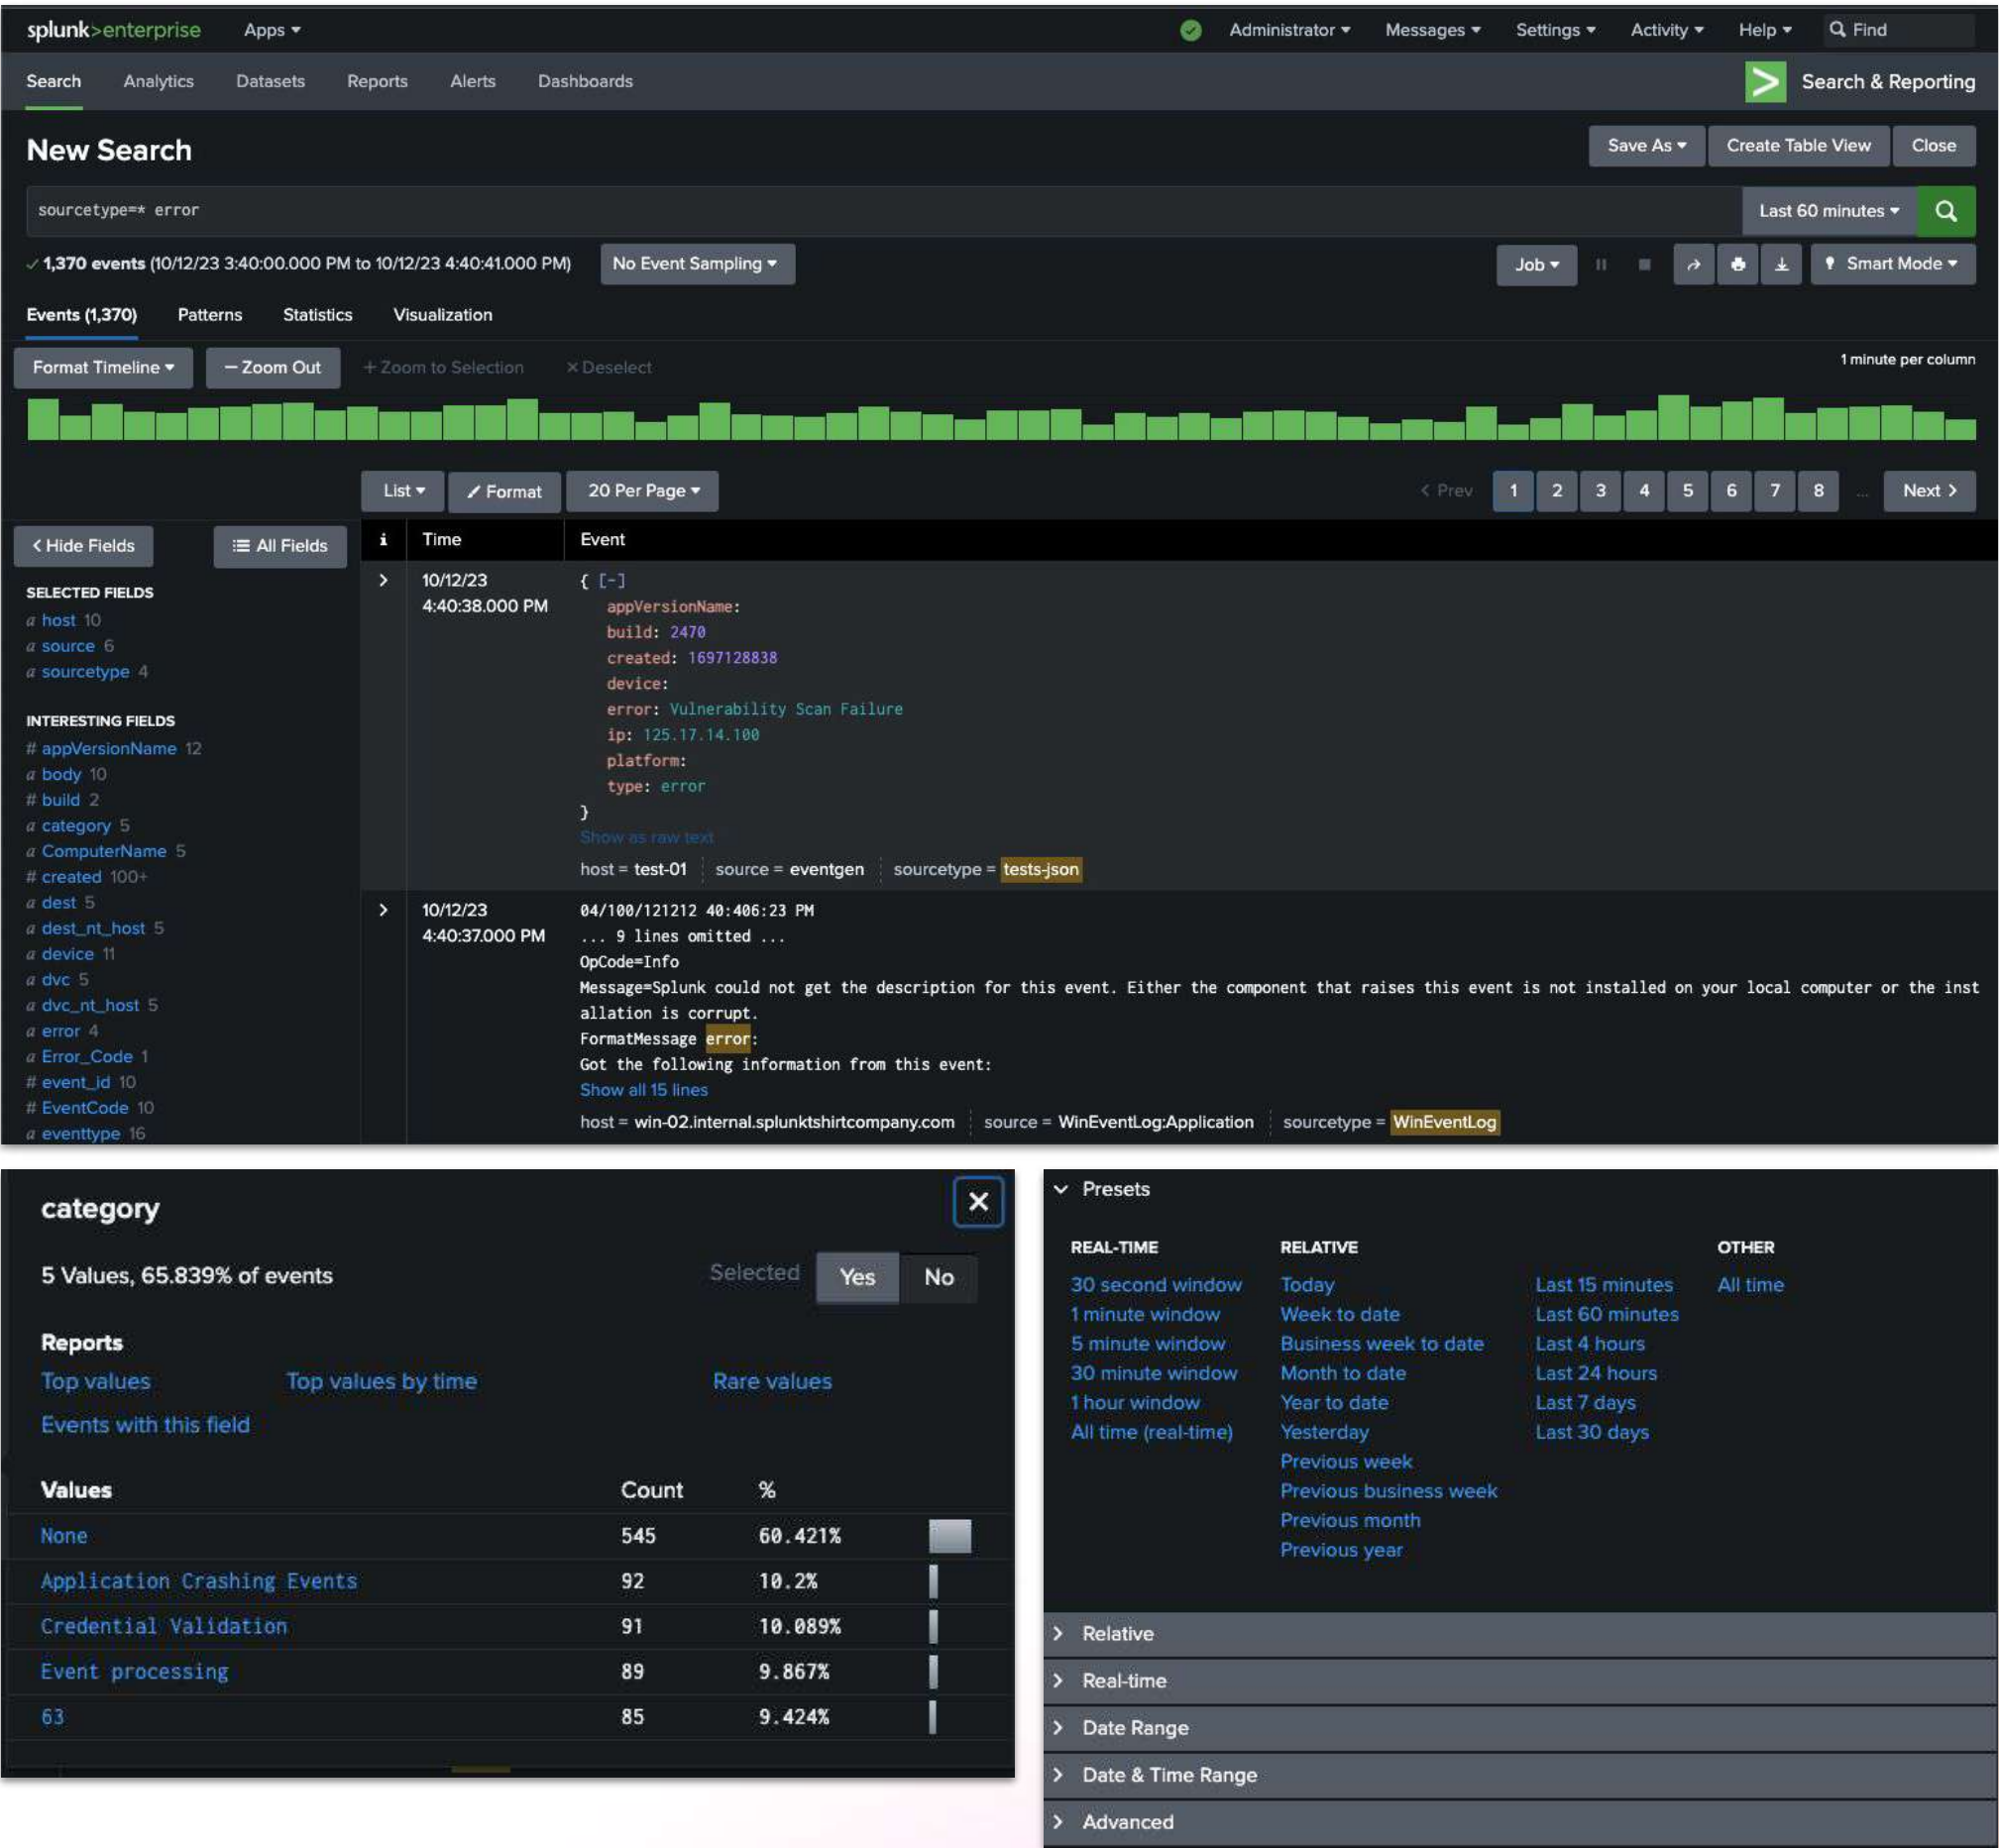 splunk>enterprise Apps Administrator Messages Settings Activity Help Find
Search Analytics Datasets Reports Alerts Dashboards Search & Reporting
New Search Save As Create Table View Close
sourcetype=* error Last 60 minutes
1,370 events (10/12/23 3:40:00.000 PM to 10/12/23 4:40:41.000 PM) No Event Sampling Job Smart Mode
Events (1,370) Patterns Statistics Visualization
Format Timeline – Zoom Out + Zoom to Selection × Deselect 1 minute per column
List Format 20 Per Page < Prev 1 2 3 4 5 6 7 8 ... Next >
< Hide Fields All Fields
SELECTED FIELDS
a host 10
a source 6
a sourcetype 4
INTERESTING FIELDS
# appVersionName 12
a body 10
# build 2
a category 5
a ComputerName 5
# created 100+
a dest 5
a dest_nt_host 5
a device 11
a dvc 5
a dvc_nt_host 5
a error 4
a Error_Code 1
# event_id 10
# EventCode 10
a eventtype 16
i Time Event
> 10/12/23
4:40:38.000 PM
{ [-]
appVersionName:
build: 2470
created: 1697128838
device:
error: Vulnerability Scan Failure
ip: 125.17.14.100
platform:
type: error
}
Show as raw text
host = test-01 source = eventgen sourcetype = tests-json
> 10/12/23
4:40:37.000 PM
04/100/121212 40:406:23 PM
... 9 lines omitted ...
OpCode=Info
Message=Splunk could not get the description for this event. Either the component that raises this event is not installed on your local computer or the inst
allation is corrupt.
FormatMessage error:
Got the following information from this event:
Show all 15 lines
host = win-02.internal.splunktshirtcompany.com source = WinEventLog:Application sourcetype = WinEventLog
category ×
5 Values, 65.839% of events Selected Yes No
Reports
Top values Top values by time Rare values
Events with this field
Values Count %
None 545 60.421%
Application Crashing Events 92 10.2%
Credential Validation 91 10.089%
Event processing 89 9.867%
63 85 9.424%
Presets
REAL-TIME
30 second window
1 minute window
5 minute window
30 minute window
1 hour window
All time (real-time)
RELATIVE
Today
Week to date
Business week to date
Month to date
Year to date
Yesterday
Previous week
Previous business week
Previous month
Previous year
Last 15 minutes
Last 60 minutes
Last 4 hours
Last 24 hours
Last 7 days
Last 30 days
OTHER
All time
> Relative
> Real-time
> Date Range
> Date & Time Range
> Advanced